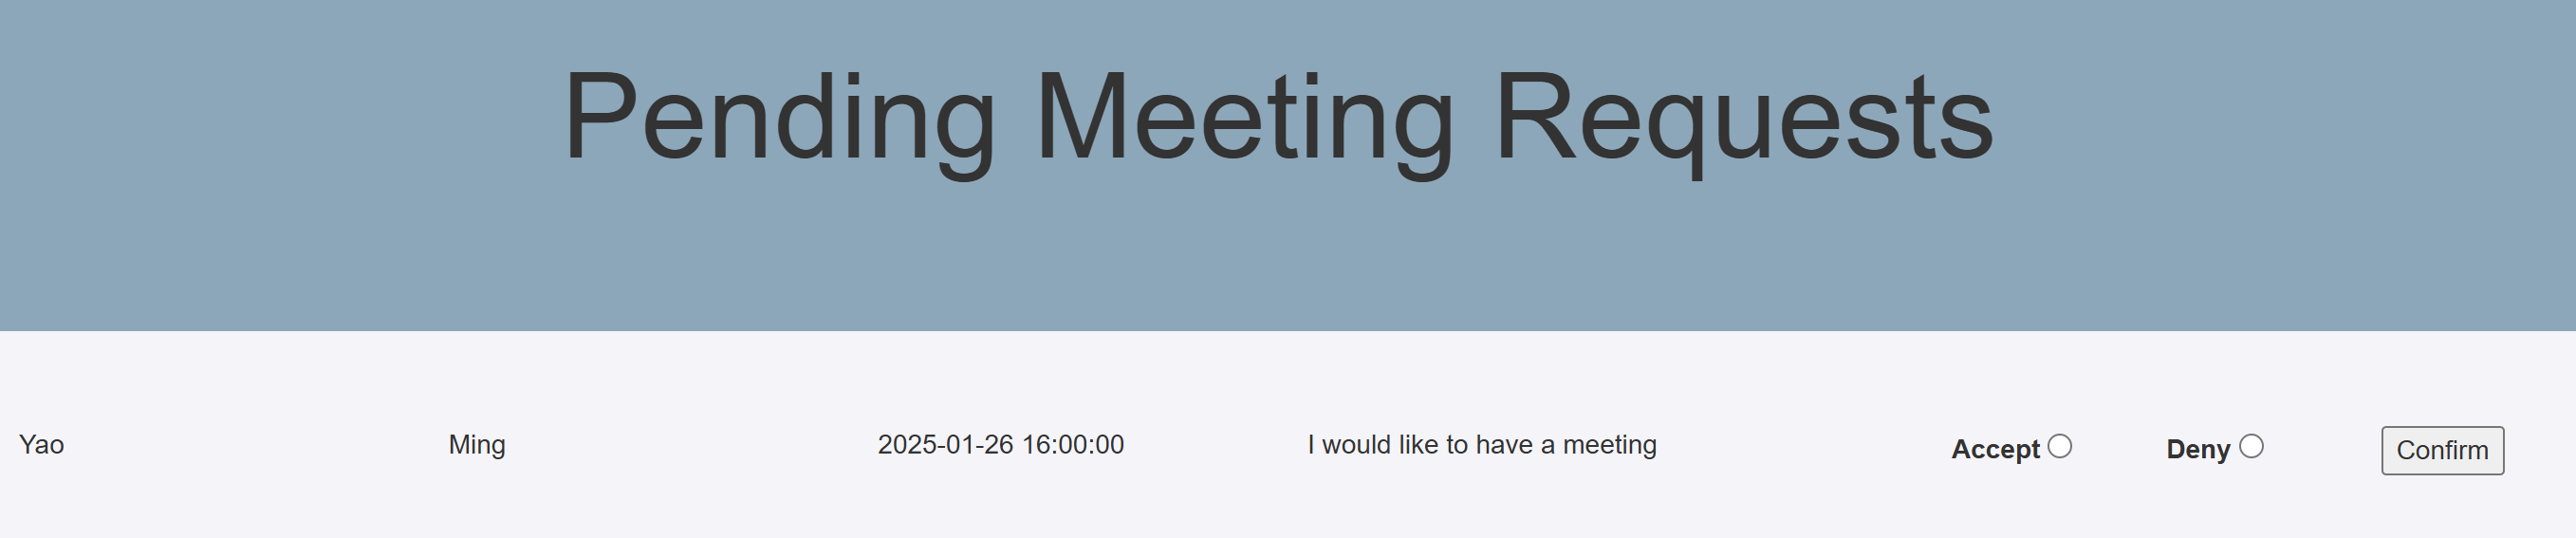 Pending Meeting Requests
Yao Ming 2025-01-26 16:00:00 I would like to have a meeting Accept Deny Confirm